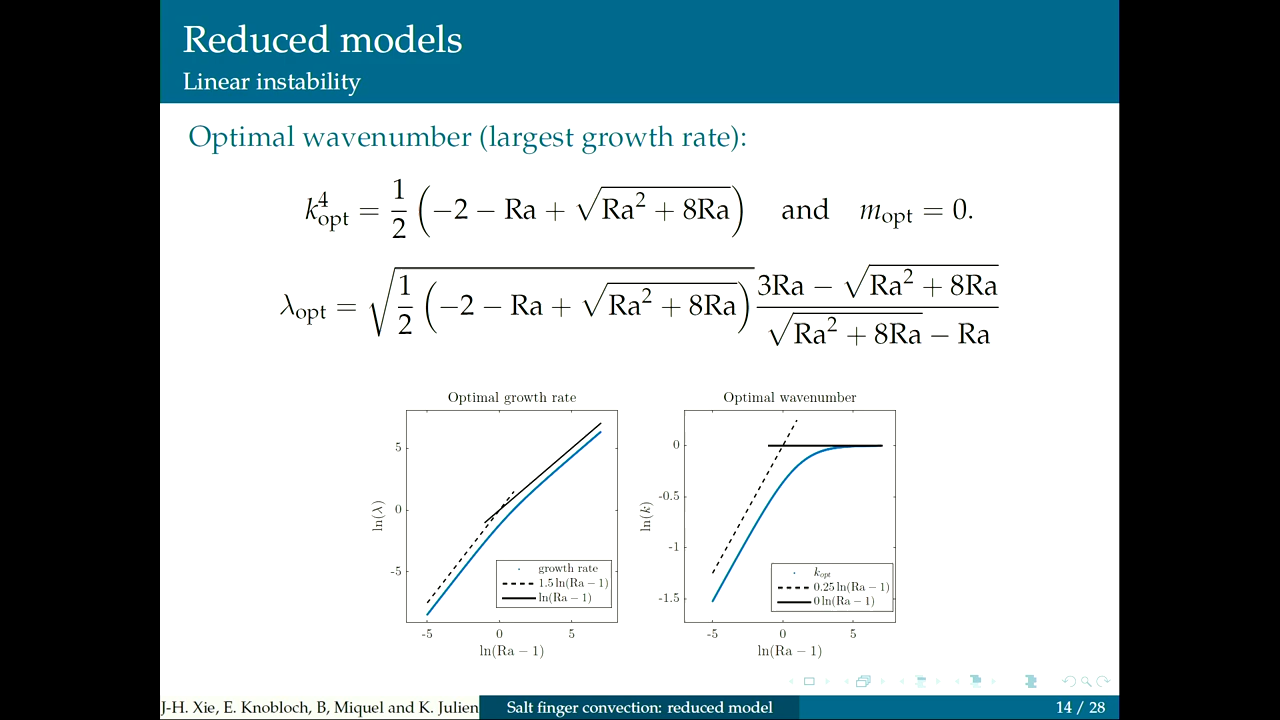 Reduced models
Linear instability
Optimal wavenumber (largest growth rate):
k⁴_opt = 1/2 (−2 − Ra + √(Ra² + 8Ra)) and m_opt = 0.
λ_opt = √(1/2 (−2 − Ra + √(Ra² + 8Ra))) (3Ra − √(Ra² + 8Ra)) / (√(Ra² + 8Ra) − Ra)
Optimal growth rate
5
0
-5
ln(λ)
growth rate
1.5 ln(Ra − 1)
ln(Ra − 1)
-5 0 5
ln(Ra − 1)
Optimal wavenumber
0
-0.5
-1
-1.5
ln(k)
k_opt
0.25 ln(Ra − 1)
0 ln(Ra − 1)
-5 0 5
ln(Ra − 1)
J-H. Xie, E. Knobloch, B, Miquel and K. Julien Salt finger convection: reduced model 14 / 28